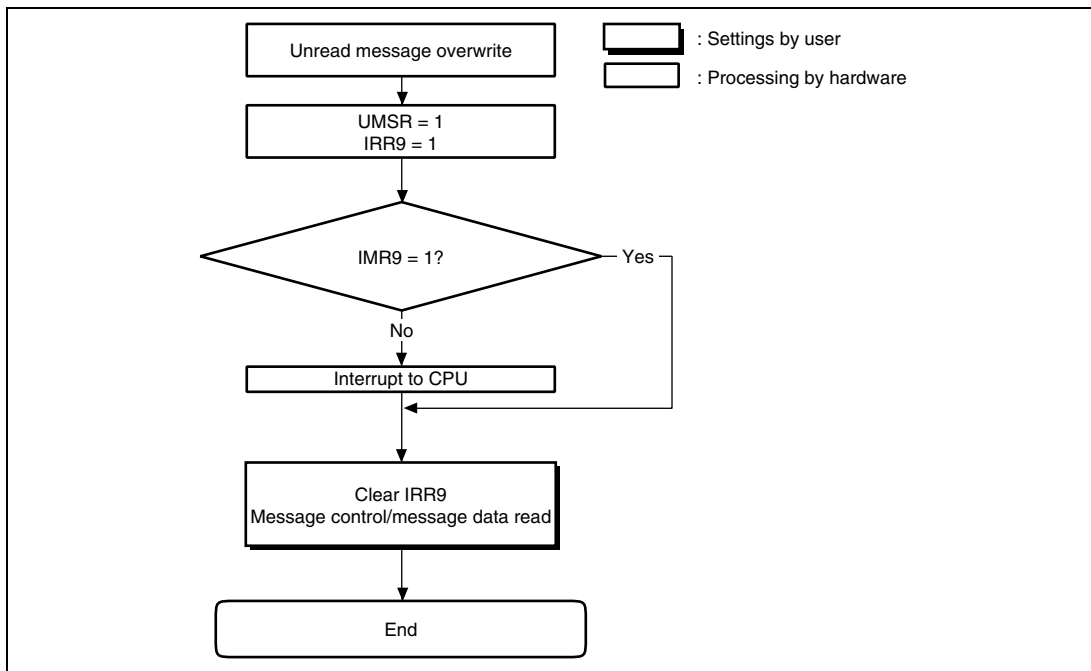 Unread message overwrite
: Settings by user
: Processing by hardware
UMSR = 1
IRR9 = 1
IMR9 = 1?
Yes
No
Interrupt to CPU
Clear IRR9
Message control/message data read
End